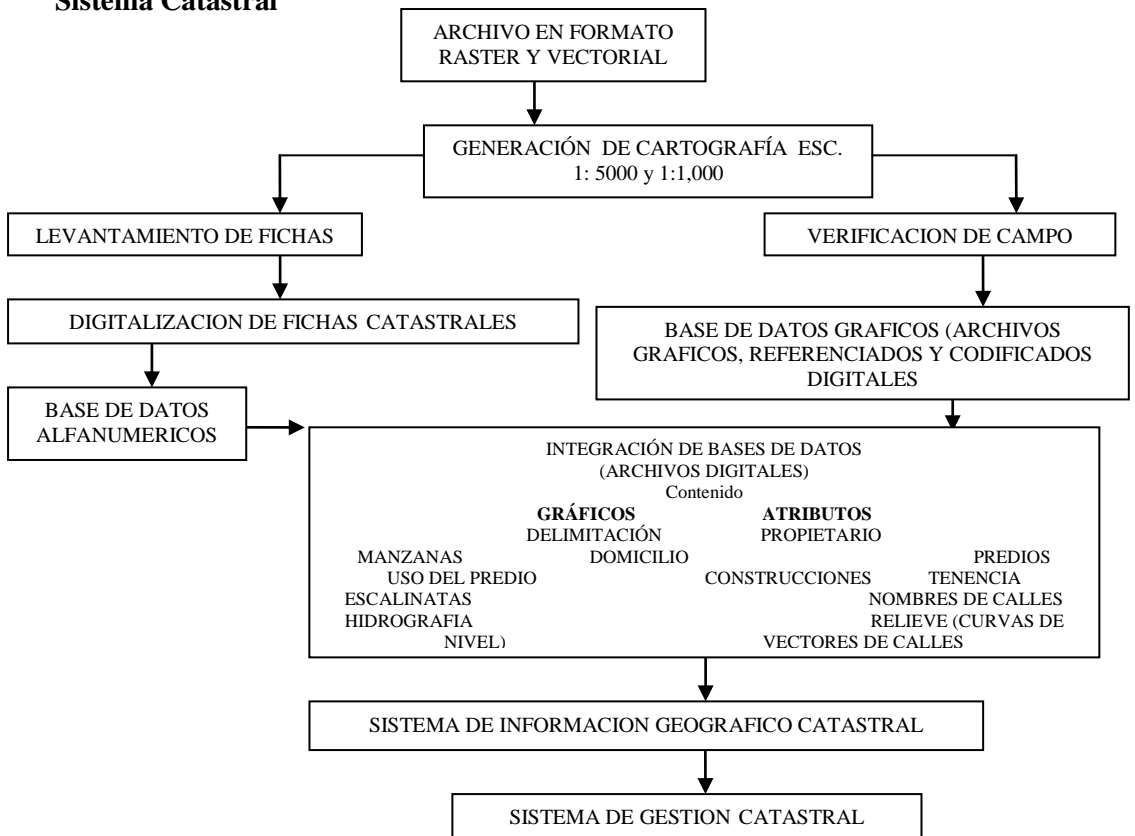 Sistema Catastral
ARCHIVO EN FORMATO
RASTER Y VECTORIAL
GENERACIÓN DE CARTOGRAFÍA ESC.
1: 5000 y 1:1,000
LEVANTAMIENTO DE FICHAS
VERIFICACION DE CAMPO
DIGITALIZACION DE FICHAS CATASTRALES
BASE DE DATOS GRAFICOS (ARCHIVOS
GRAFICOS, REFERENCIADOS Y CODIFICADOS
DIGITALES
BASE DE DATOS
ALFANUMERICOS
INTEGRACIÓN DE BASES DE DATOS
(ARCHIVOS DIGITALES)
Contenido
GRÁFICOS ATRIBUTOS
DELIMITACIÓN PROPIETARIO
MANZANAS DOMICILIO PREDIOS
USO DEL PREDIO CONSTRUCCIONES TENENCIA
ESCALINATAS NOMBRES DE CALLES
HIDROGRAFIA RELIEVE (CURVAS DE
NIVEL) VECTORES DE CALLES
SISTEMA DE INFORMACION GEOGRAFICO CATASTRAL
SISTEMA DE GESTION CATASTRAL